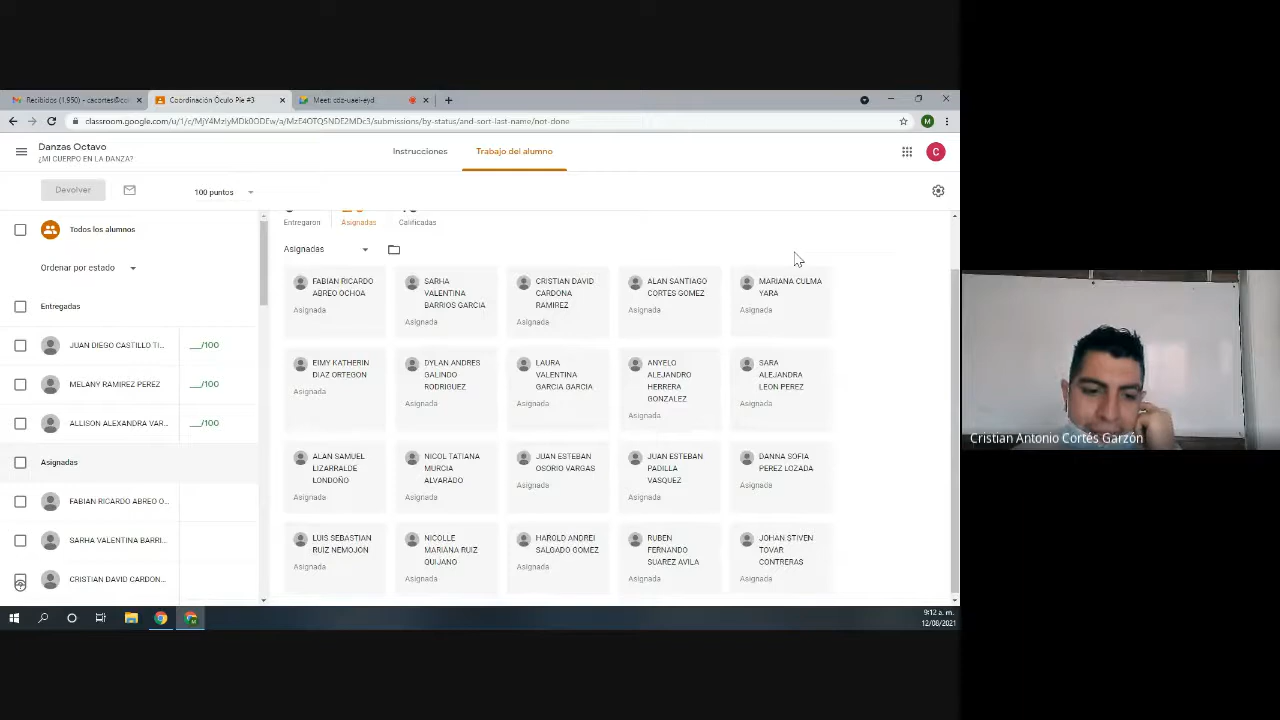 Recibidos (1.950) - cacortes@col
Coordinación Óculo Pie #3
Meet: cdz-uaei-eyd
classroom.google.com/u/1/c/MjY4MzIyMDk0ODEw/a/MzE4OTQ5NDE2MDc3/submissions/by-status/and-sort-last-name/not-done
M
Danzas Octavo
¿MI CUERPO EN LA DANZA?
Instrucciones
Trabajo del alumno
C
Devolver
100 puntos
Todos los alumnos
Ordenar por estado
Entregadas
JUAN DIEGO CASTILLO TI...
__/100
MELANY RAMIREZ PEREZ
__/100
ALLISON ALEXANDRA VAR...
__/100
Asignadas
FABIAN RICARDO ABREO O...
SARHA VALENTINA BARRI...
CRISTIAN DAVID CARDON...
Entregaron
Asignadas
Calificadas
Asignadas
FABIAN RICARDO
ABREO OCHOA
Asignada
SARHA
VALENTINA
BARRIOS GARCIA
Asignada
CRISTIAN DAVID
CARDONA
RAMIREZ
Asignada
ALAN SANTIAGO
CORTES GOMEZ
Asignada
MARIANA CULMA
YARA
Asignada
EIMY KATHERIN
DIAZ ORTEGON
Asignada
DYLAN ANDRES
GALINDO
RODRIGUEZ
Asignada
LAURA
VALENTINA
GARCIA GARCIA
Asignada
ANYELO
ALEJANDRO
HERRERA
GONZALEZ
Asignada
SARA
ALEJANDRA
LEON PEREZ
Asignada
ALAN SAMUEL
LIZARRALDE
LONDOÑO
Asignada
NICOL TATIANA
MURCIA
ALVARADO
Asignada
JUAN ESTEBAN
OSORIO VARGAS
Asignada
JUAN ESTEBAN
PADILLA
VASQUEZ
Asignada
DANNA SOFIA
PEREZ LOZADA
Asignada
LUIS SEBASTIAN
RUIZ NEMOJON
Asignada
NICOLLE
MARIANA RUIZ
QUIJANO
Asignada
HAROLD ANDREI
SALGADO GOMEZ
Asignada
RUBEN
FERNANDO
SUAREZ AVILA
Asignada
JOHAN STIVEN
TOVAR
CONTRERAS
Asignada
9:12 a. m.
12/08/2021
Cristian Antonio Cortés Garzón